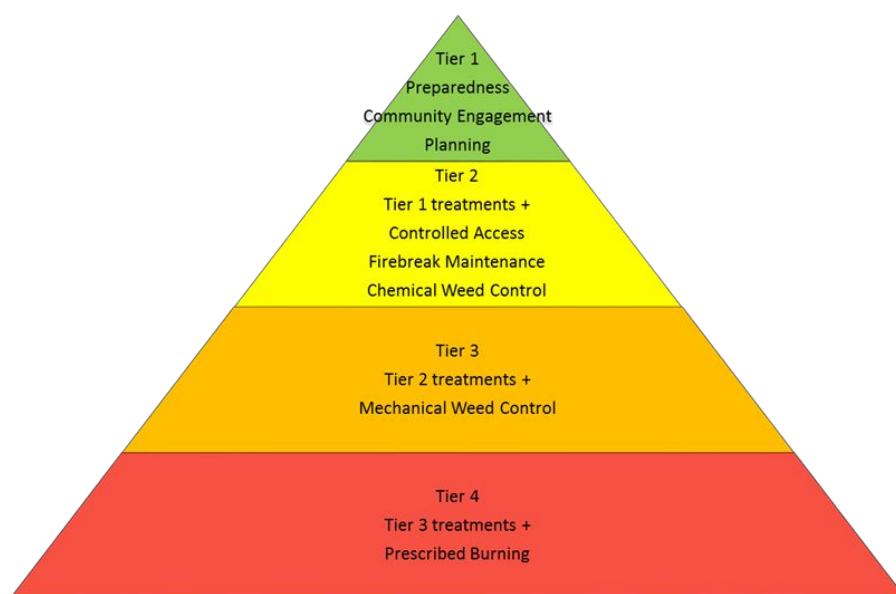 Tier 1
Preparedness
Community Engagement
Planning
Tier 2
Tier 1 treatments +
Controlled Access
Firebreak Maintenance
Chemical Weed Control
Tier 3
Tier 2 treatments +
Mechanical Weed Control
Tier 4
Tier 3 treatments +
Prescribed Burning